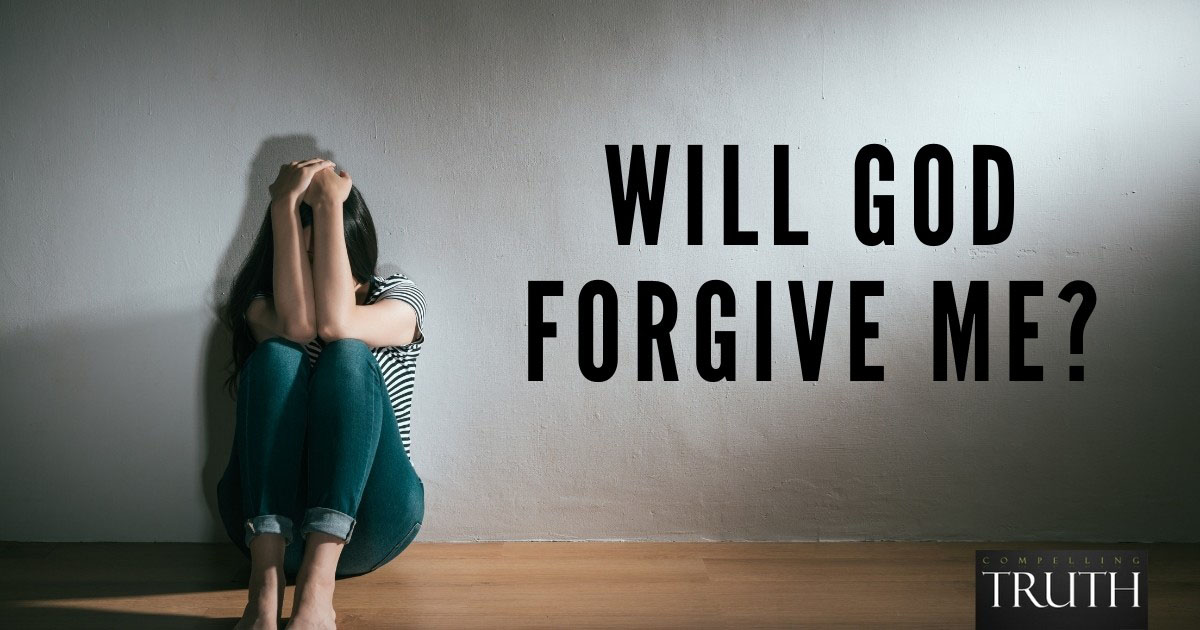 WILL GOD
FORGIVE ME?
COMPELLING
TRUTH